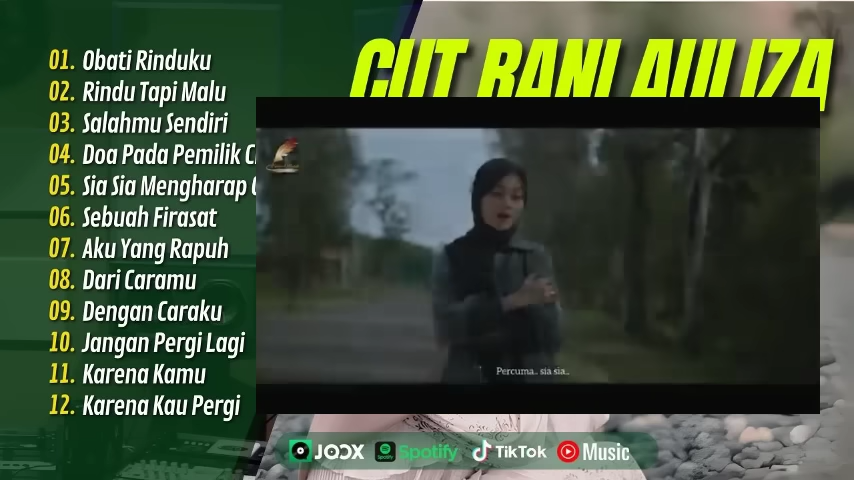 CUT RANI AULIZA
01. Obati Rinduku
02. Rindu Tapi Malu
03. Salahmu Sendiri
04. Doa Pada Pemilik
05. Sia Sia Mengharap
06. Sebuah Firasat
07. Aku Yang Rapuh
08. Dari Caramu
09. Dengan Caraku
10. Jangan Pergi Lagi
11. Karena Kamu
12. Karena Kau Pergi
Percuma.. sia sia..
JOOX Spotify Spotify TikTok Music